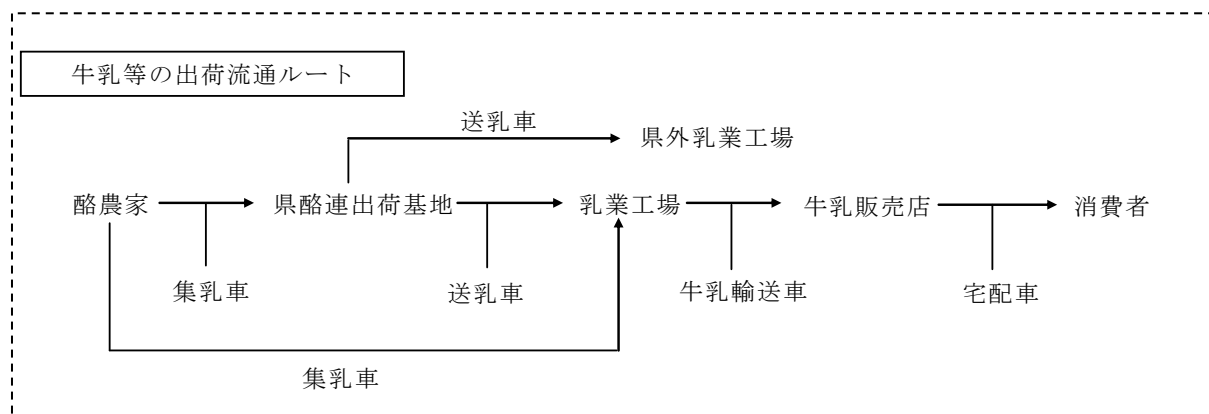 牛乳等の出荷流通ルート
送乳車
県外乳業工場
酪農家 県酪連出荷基地 乳業工場 牛乳販売店 消費者
集乳車 送乳車 牛乳輸送車 宅配車
集乳車